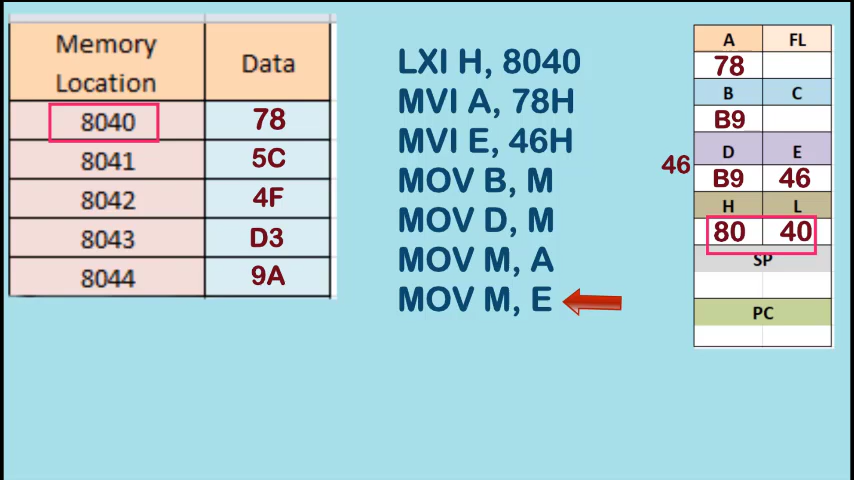 Memory Location Data
8040 78
8041 5C
8042 4F
8043 D3
8044 9A
LXI H, 8040
MVI A, 78H
MVI E, 46H
MOV B, M
MOV D, M
MOV M, A
MOV M, E
A FL
78
B C
B9
D E
46 B9 46
H L
80 40
SP
PC